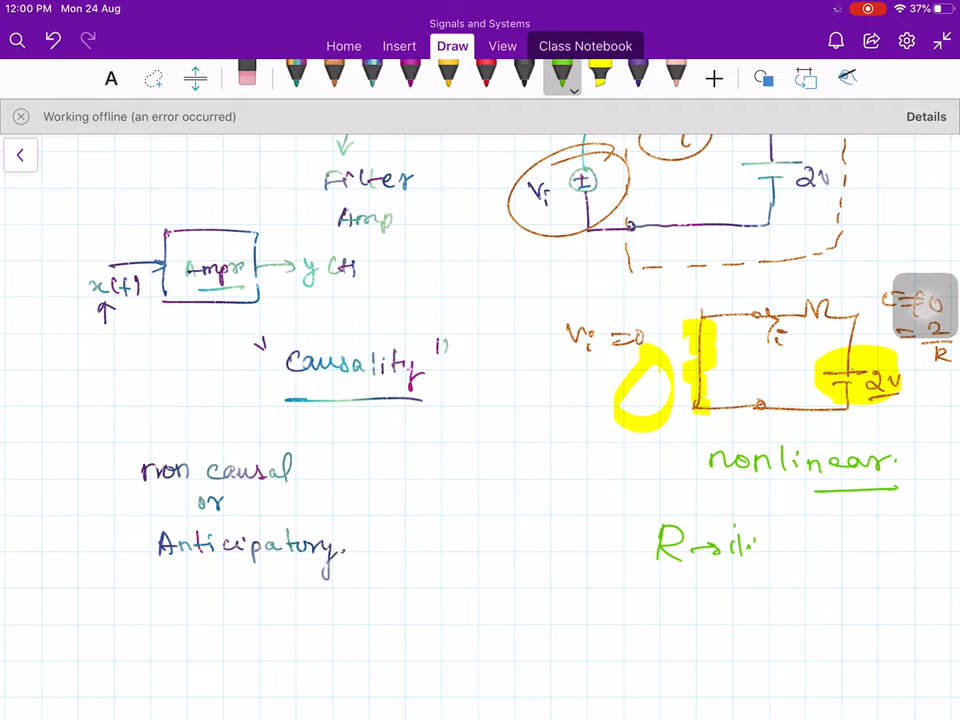 12:00 PM Mon 24 Aug
37%
Signals and Systems
Home Insert Draw View Class Notebook
A
Working offline (an error occurred)
Details
Filter
Amp
x(t)
y(t)
"Causality"
non causal
or
Anticipatory.
Vi
i
2v
Vi = 0
i
2v
= 2/R
nonlinear.
R →